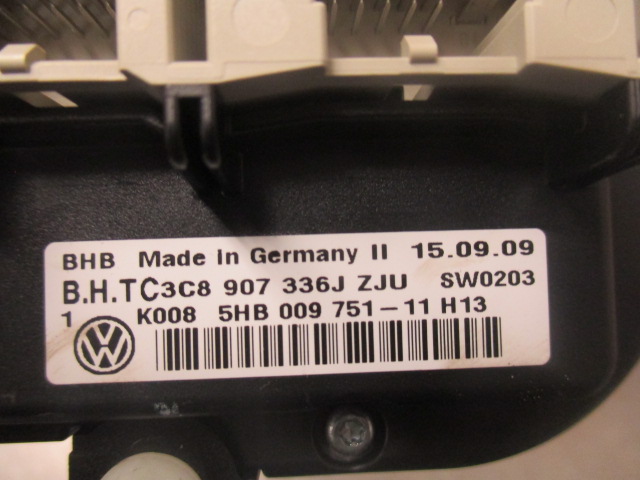 BHB Made in Germany II 15.09.09
B.H.TC3C8 907 336J ZJU SW0203
1 K008 5HB 009 751-11 H13